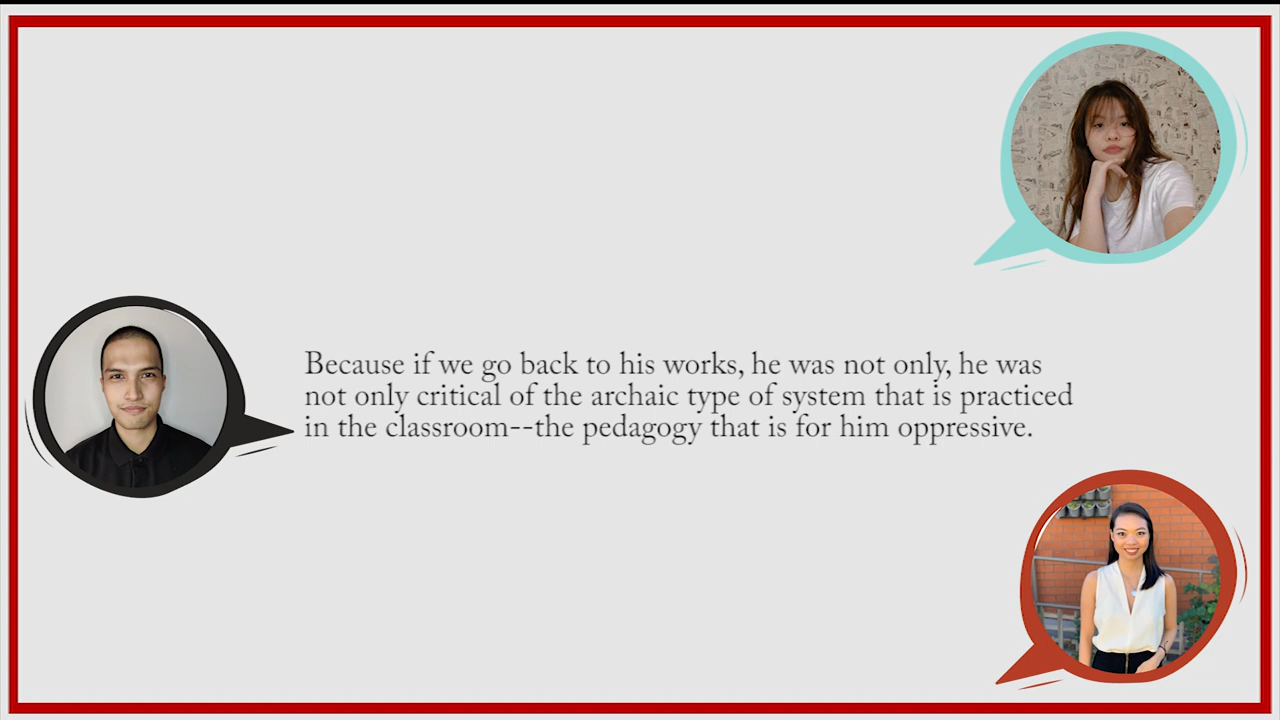 Because if we go back to his works, he was not only, he was
not only critical of the archaic type of system that is practiced
in the classroom--the pedagogy that is for him oppressive.